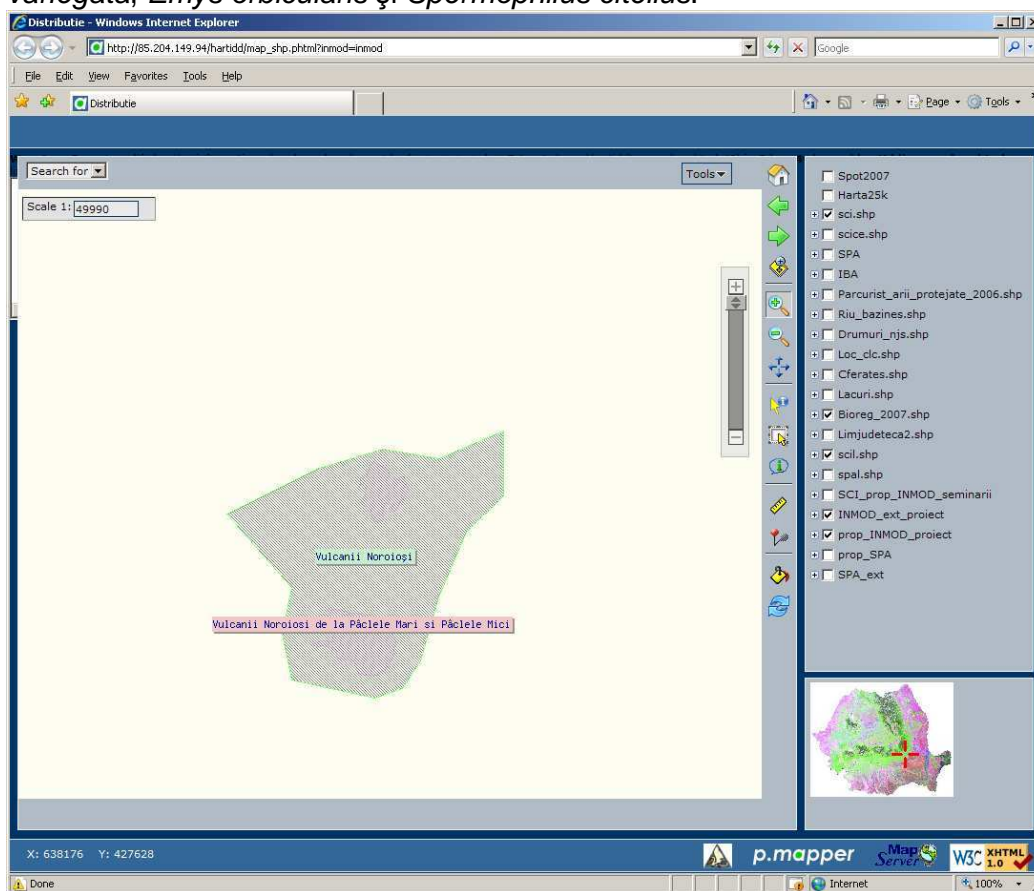 variegata, Emys orbicularis şi Spermophillus citellus.
Distributie - Windows Internet Explorer
http://85.204.149.94/hartidd/map_shp.phtml?inmod=inmod
Google
File Edit View Favorites Tools Help
Distributie
Page Tools
Search for
Tools
Scale 1: 49990
Spot2007
Harta25k
sci.shp
scice.shp
SPA
IBA
Parcurist_arii_protejate_2006.shp
Riu_bazines.shp
Drumuri_njs.shp
Loc_clc.shp
Cferates.shp
Lacuri.shp
Bioreg_2007.shp
Limjudeteca2.shp
scil.shp
spal.shp
SCI_prop_INMOD_seminarii
INMOD_ext_proiect
prop_INMOD_proiect
prop_SPA
SPA_ext
Vulcanii Noroioşi
Vulcanii Noroiosi de la Pâclele Mari si Pâclele Mici
X: 638176 Y: 427628
p.mapper
Map Server
W3C XHTML 1.0
Done
Internet
100%